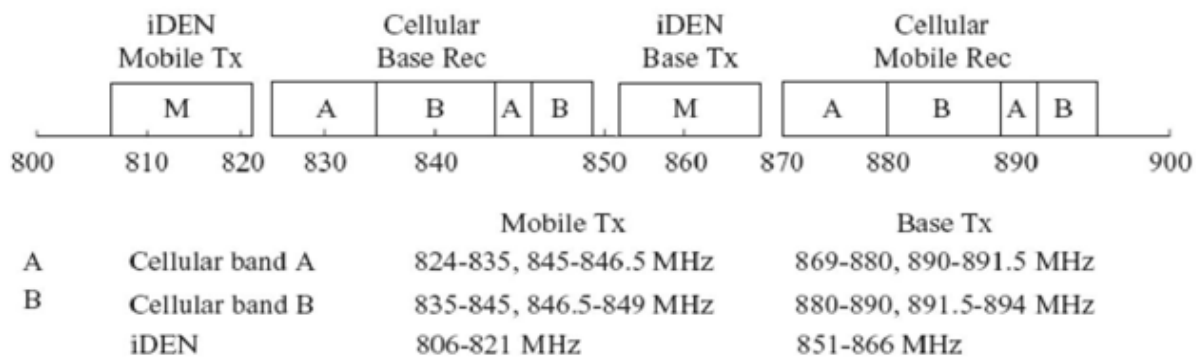 iDEN Cellular iDEN Cellular
Mobile Tx Base Rec Base Tx Mobile Rec
M A B A B M A B A B
800 810 820 830 840 850 860 870 880 890 900
Mobile Tx Base Tx
A Cellular band A 824-835, 845-846.5 MHz 869-880, 890-891.5 MHz
B Cellular band B 835-845, 846.5-849 MHz 880-890, 891.5-894 MHz
iDEN 806-821 MHz 851-866 MHz